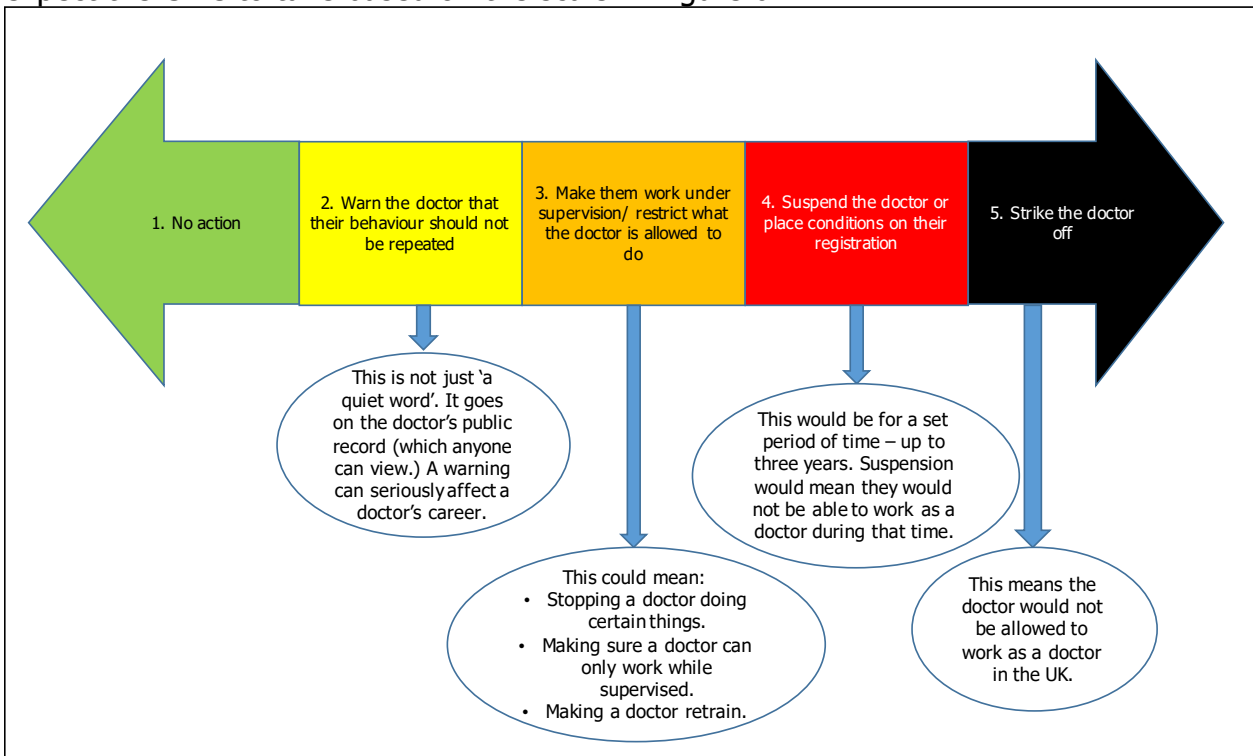 1. No action
2. Warn the doctor that
their behaviour should not
be repeated
3. Make them work under
supervision/ restrict what
the doctor is allowed to
do
4. Suspend the doctor or
place conditions on their
registration
5. Strike the doctor
off
This is not just ‘a
quiet word’. It goes
on the doctor’s public
record (which anyone
can view.) A warning
can seriously affect a
doctor’s career.
This could mean:
• Stopping a doctor doing
certain things.
• Making sure a doctor can
only work while
supervised.
• Making a doctor retrain.
This would be for a set
period of time – up to
three years. Suspension
would mean they would
not be able to work as a
doctor during that time.
This means the
doctor would not
be allowed to
work as a doctor
in the UK.